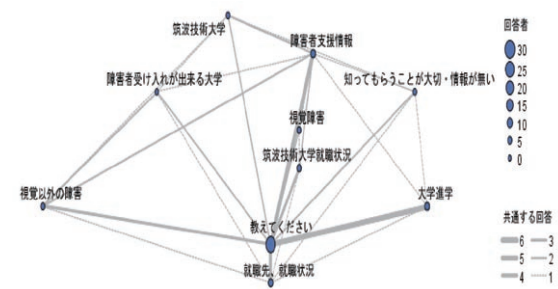 筑波技術大学
障害者支援情報
障害者受け入れが出来る大学
知ってもらうことが大切・情報が無い
視覚障害
筑波技術大学就職状況
視覚以外の障害
大学進学
教えてください
就職先、就職状況
回答者
30
25
20
15
10
5
0
共通する回答
6 3
5 2
4 1